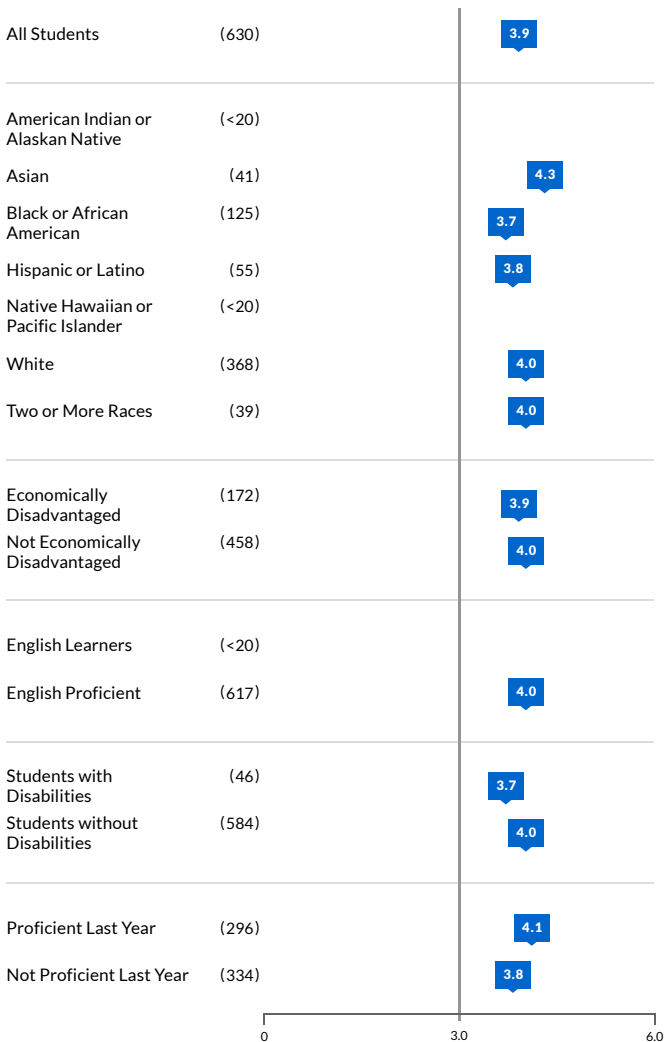 All Students (630) 3.9
American Indian or
Alaskan Native (<20)
Asian (41) 4.3
Black or African
American (125) 3.7
Hispanic or Latino (55) 3.8
Native Hawaiian or
Pacific Islander (<20)
White (368) 4.0
Two or More Races (39) 4.0
Economically
Disadvantaged (172) 3.9
Not Economically
Disadvantaged (458) 4.0
English Learners (<20)
English Proficient (617) 4.0
Students with
Disabilities (46) 3.7
Students without
Disabilities (584) 4.0
Proficient Last Year (296) 4.1
Not Proficient Last Year (334) 3.8
0 3.0 6.0